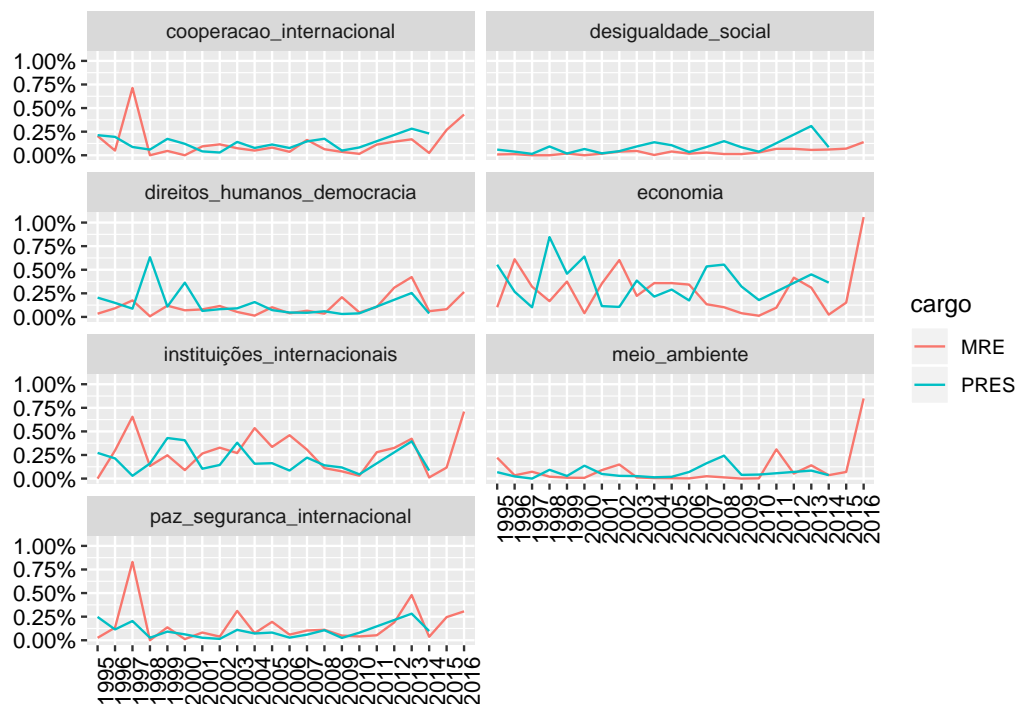 cooperacao_internacional
desigualdade_social
1.00%
0.75%
0.50%
0.25%
0.00%
direitos_humanos_democracia
economia
1.00%
0.75%
0.50%
0.25%
0.00%
instituições_internacionais
meio_ambiente
1.00%
0.75%
0.50%
0.25%
0.00%
1995 1996 1997 1998 1999 2000 2001 2002 2003 2004 2005 2006 2007 2008 2009 2010 2011 2012 2013 2014 2015 2016
paz_seguranca_internacional
1.00%
0.75%
0.50%
0.25%
0.00%
1995 1996 1997 1998 1999 2000 2001 2002 2003 2004 2005 2006 2007 2008 2009 2010 2011 2012 2013 2014 2015 2016
cargo
MRE
PRES